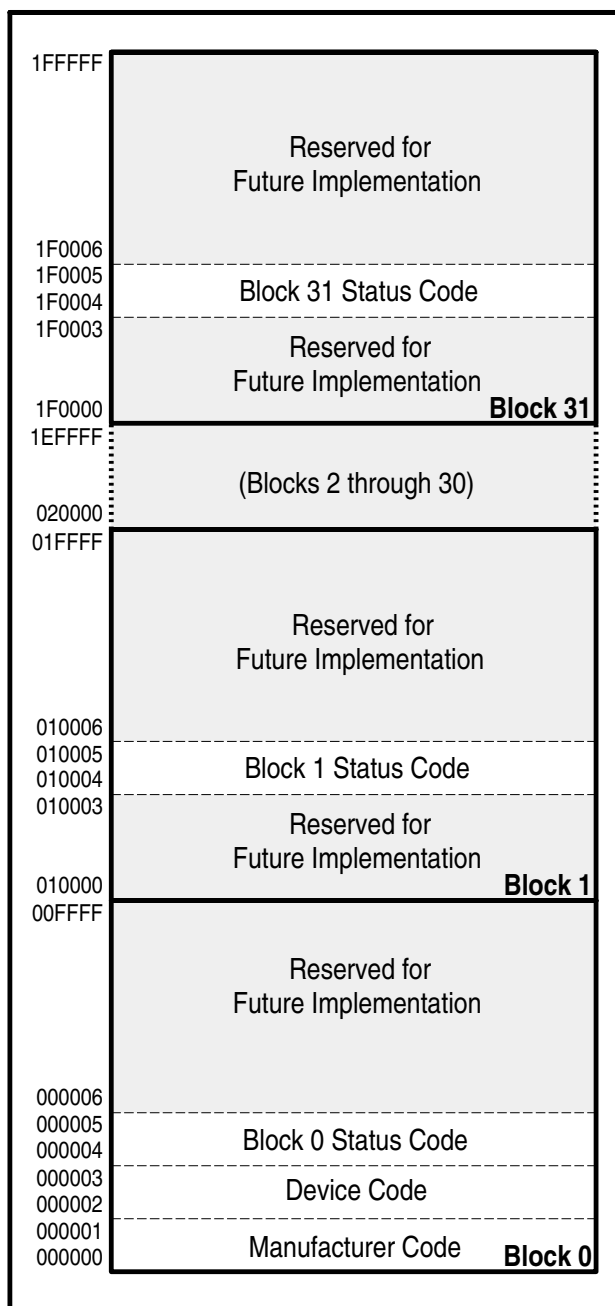 1FFFFF
Reserved for
Future Implementation
1F0006
1F0005
Block 31 Status Code
1F0004
1F0003
Reserved for
Future Implementation
1F0000
Block 31
1EFFFF
(Blocks 2 through 30)
020000
01FFFF
Reserved for
Future Implementation
010006
010005
Block 1 Status Code
010004
010003
Reserved for
Future Implementation
010000
Block 1
00FFFF
Reserved for
Future Implementation
000006
000005
Block 0 Status Code
000004
000003
Device Code
000002
000001
Manufacturer Code
000000
Block 0